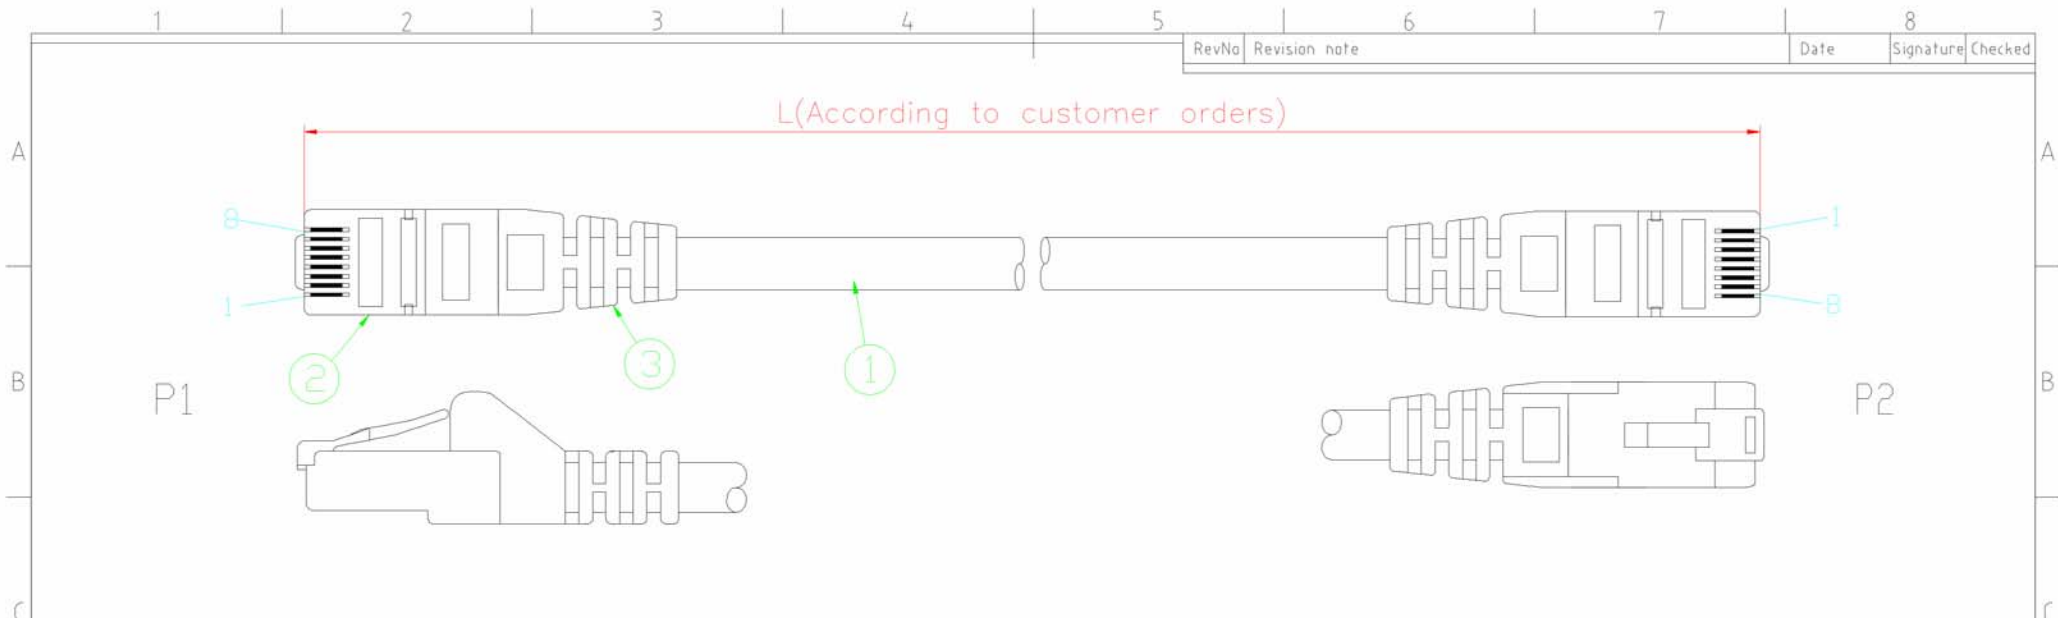 1 2 3 4 5 6 7 8
RevNo Revision note Date Signature Checked
L(According to customer orders)
A A
8 1
1 8
2 3 1
B B
P1 P2
C C